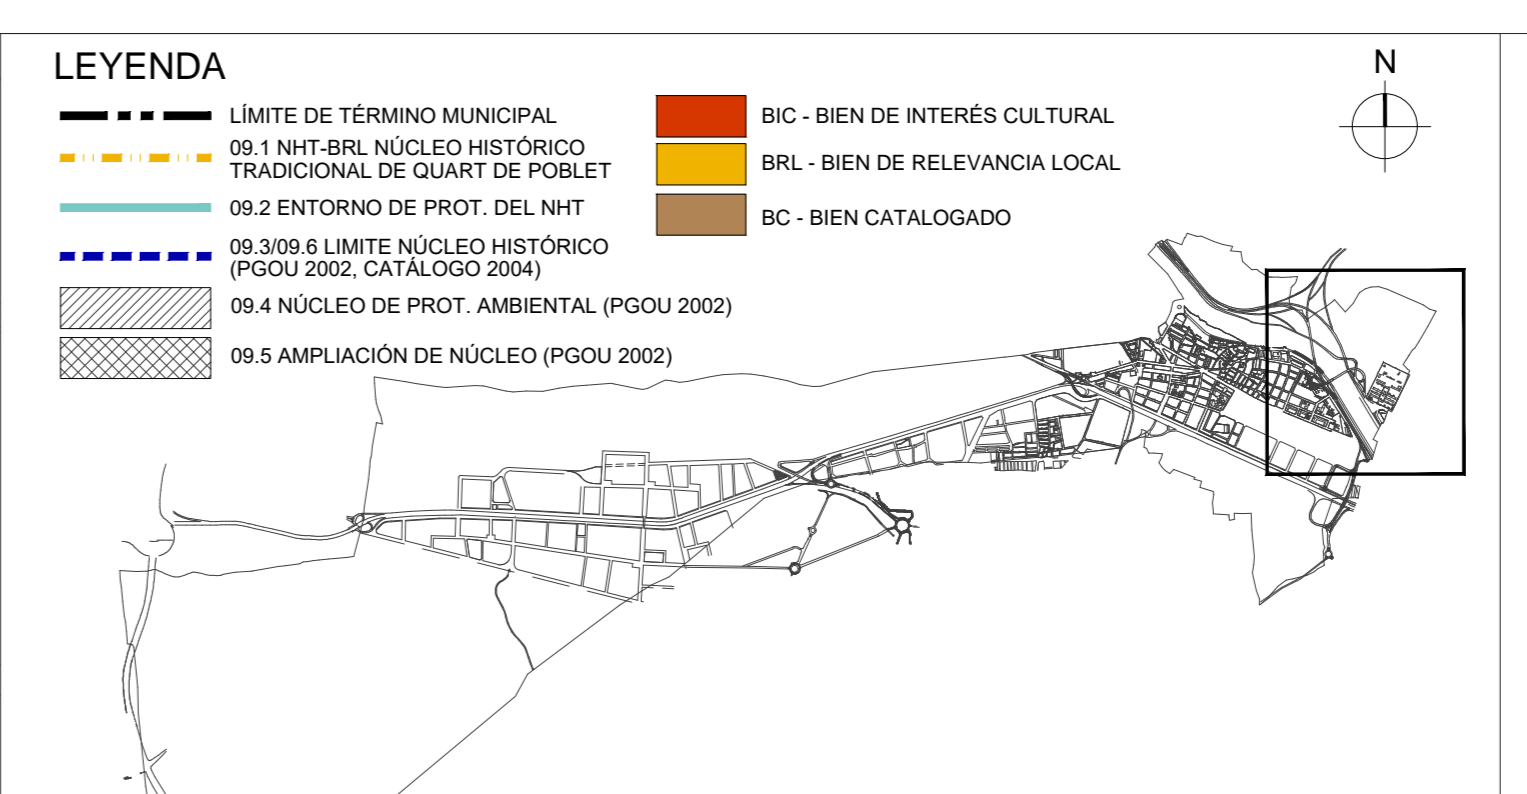 LEYENDA
LÍMITE DE TÉRMINO MUNICIPAL
09.1 NHT-BRL NÚCLEO HISTÓRICO
TRADICIONAL DE QUART DE POBLET
09.2 ENTORNO DE PROT. DEL NHT
09.3/09.6 LIMITE NÚCLEO HISTÓRICO
(PGOU 2002, CATÁLOGO 2004)
09.4 NÚCLEO DE PROT. AMBIENTAL (PGOU 2002)
09.5 AMPLIACIÓN DE NÚCLEO (PGOU 2002)
BIC - BIEN DE INTERÉS CULTURAL
BRL - BIEN DE RELEVANCIA LOCAL
BC - BIEN CATALOGADO
N